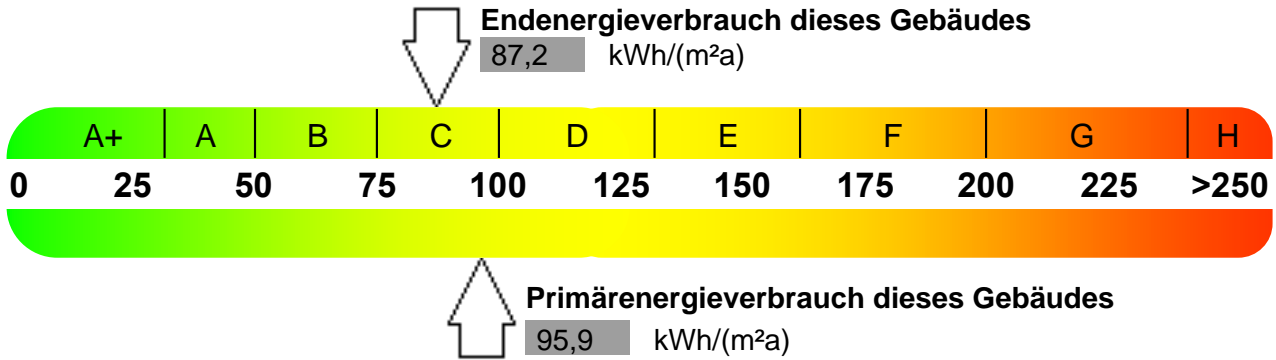 Endenergieverbrauch dieses Gebäudes
87,2 kWh/(m²a)
A+ A B C D E F G H
0 25 50 75 100 125 150 175 200 225 >250
Primärenergieverbrauch dieses Gebäudes
95,9 kWh/(m²a)